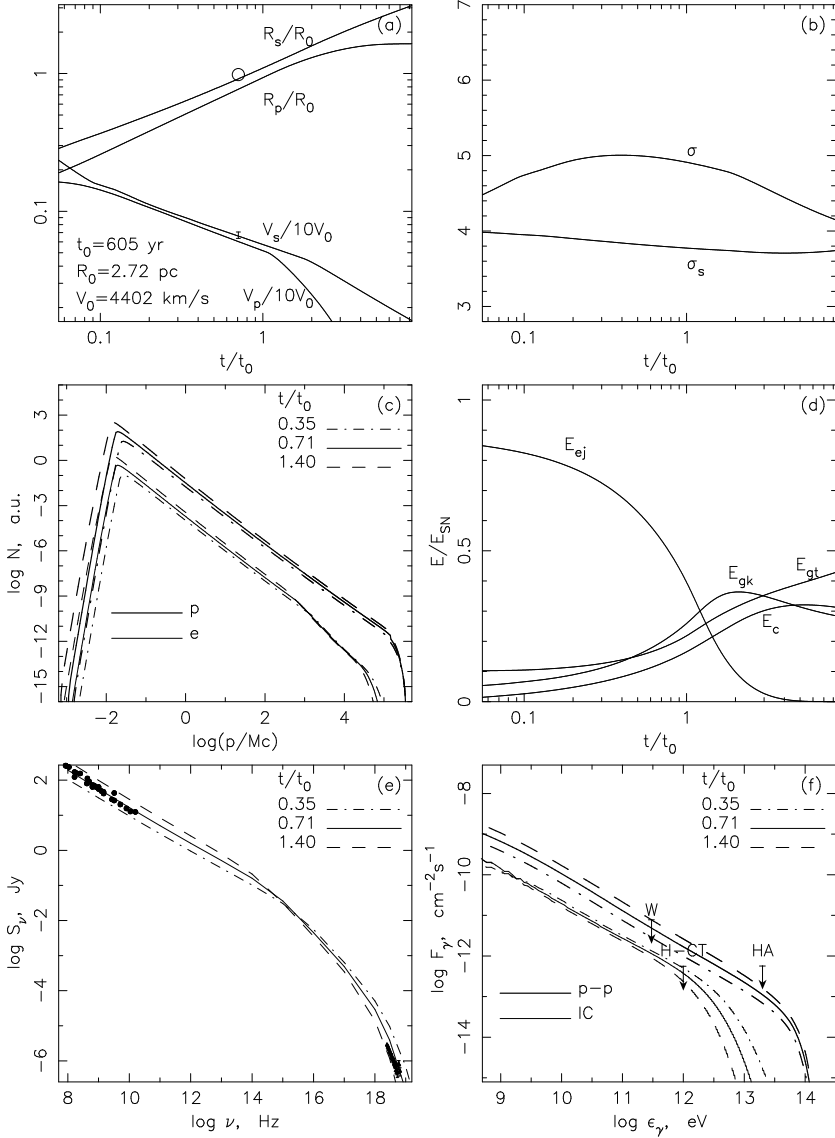 (a)
R_s/R_0
R_p/R_0
V_s/10V_0
V_p/10V_0
t_0=605 yr
R_0=2.72 pc
V_0=4402 km/s
1
0.1
0.1
1
t/t_0
(b)
σ
σ_s
7
6
5
4
3
0.1
1
t/t_0
(c)
t/t_0
0.35
0.71
1.40
p
e
log N, a.u.
3
0
−3
−6
−9
−12
−15
−2
0
2
4
log(p/Mc)
(d)
E_ej
E_gk
E_gt
E_c
E/E_SN
1
0.5
0
0.1
1
t/t_0
(e)
t/t_0
0.35
0.71
1.40
log S_ν, Jy
2
0
−2
−4
−6
8
10
12
14
16
18
log ν, Hz
(f)
t/t_0
0.35
0.71
1.40
W
H−CT
HA
p−p
IC
log F_γ, cm^−2 s^−1
−8
−10
−12
−14
9
10
11
12
13
14
log ϵ_γ, eV